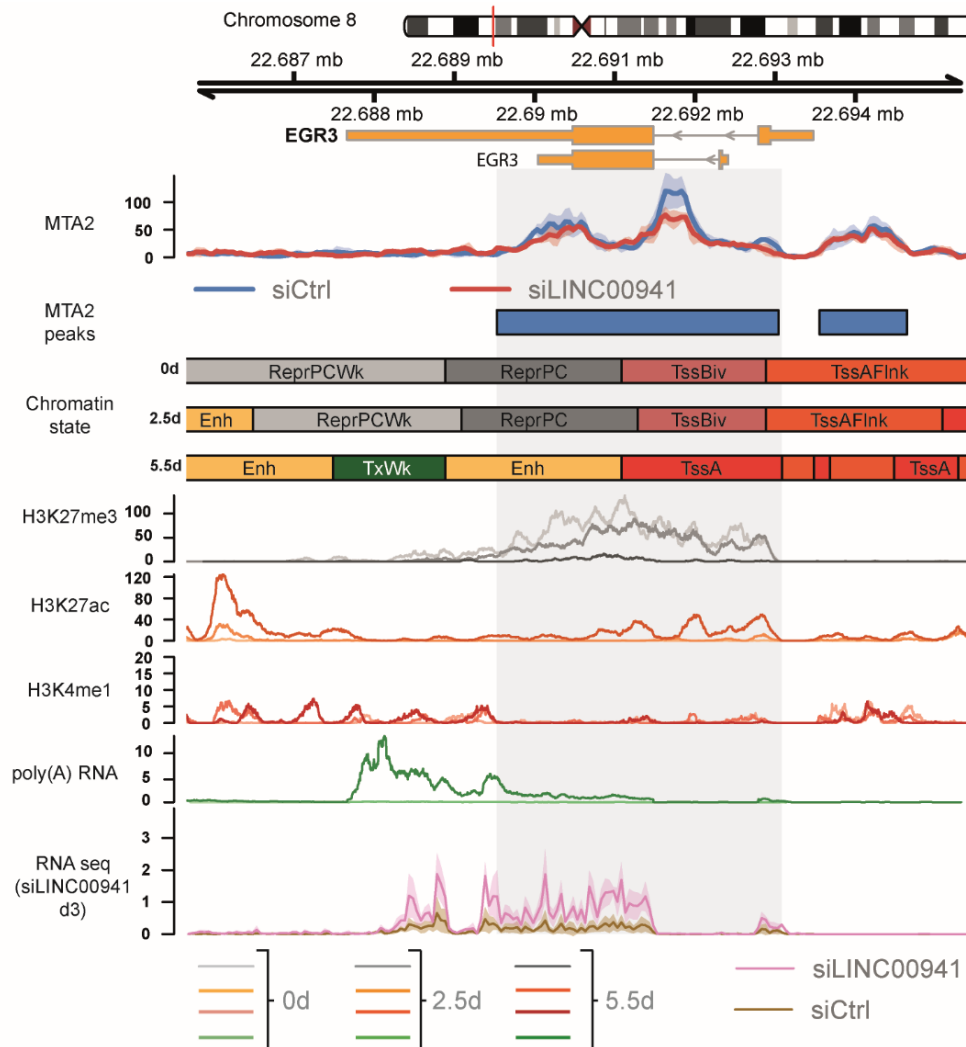 Chromosome 8
22.687 mb 22.689 mb 22.691 mb 22.693 mb
22.688 mb 22.69 mb 22.692 mb 22.694 mb
EGR3
EGR3
MTA2
100
50
0
siCtrl siLINC00941
MTA2
peaks
Chromatin
state
0d ReprPCWk ReprPC TssBiv TssAFlnk
2.5d Enh ReprPCWk ReprPC TssBiv TssAFlnk
5.5d Enh TxWk Enh TssA TssA
H3K27me3
100
50
0
H3K27ac
120
80
40
0
H3K4me1
20
15
10
5
0
poly(A) RNA
10
5
0
RNA seq
(siLINC00941
d3)
3
2
1
0
0d 2.5d 5.5d
siLINC00941
siCtrl